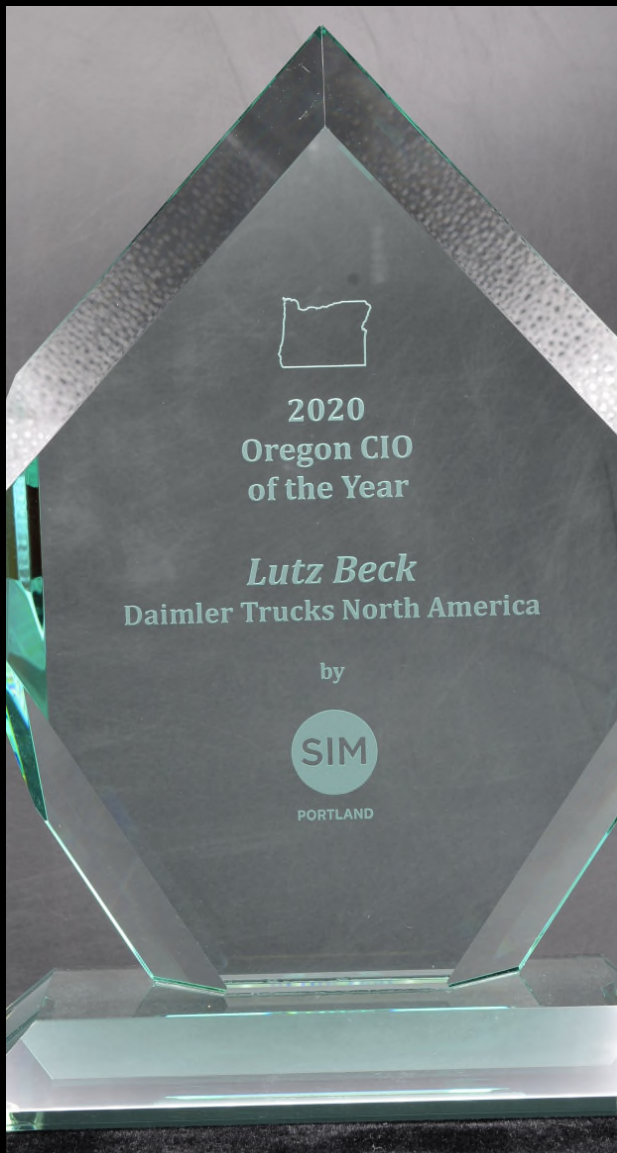 2020
Oregon CIO
of the Year
Lutz Beck
Daimler Trucks North America
by
SIM
PORTLAND